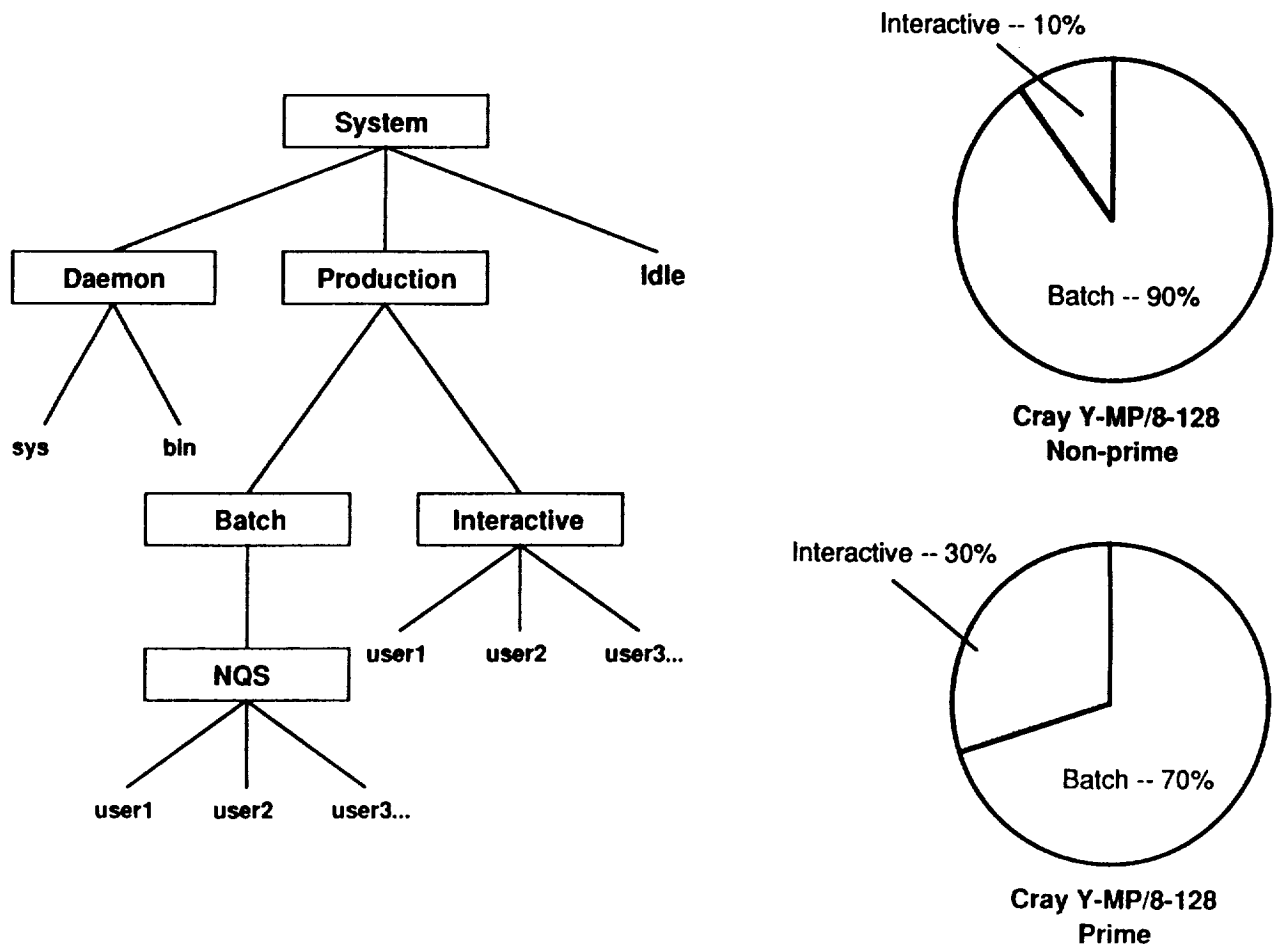 System
Daemon
Production
Idle
sys
bin
Batch
Interactive
user1
user2
user3...
NQS
user1
user2
user3...
Interactive -- 10%
Batch -- 90%
Cray Y-MP/8-128
Non-prime
Interactive -- 30%
Batch -- 70%
Cray Y-MP/8-128
Prime